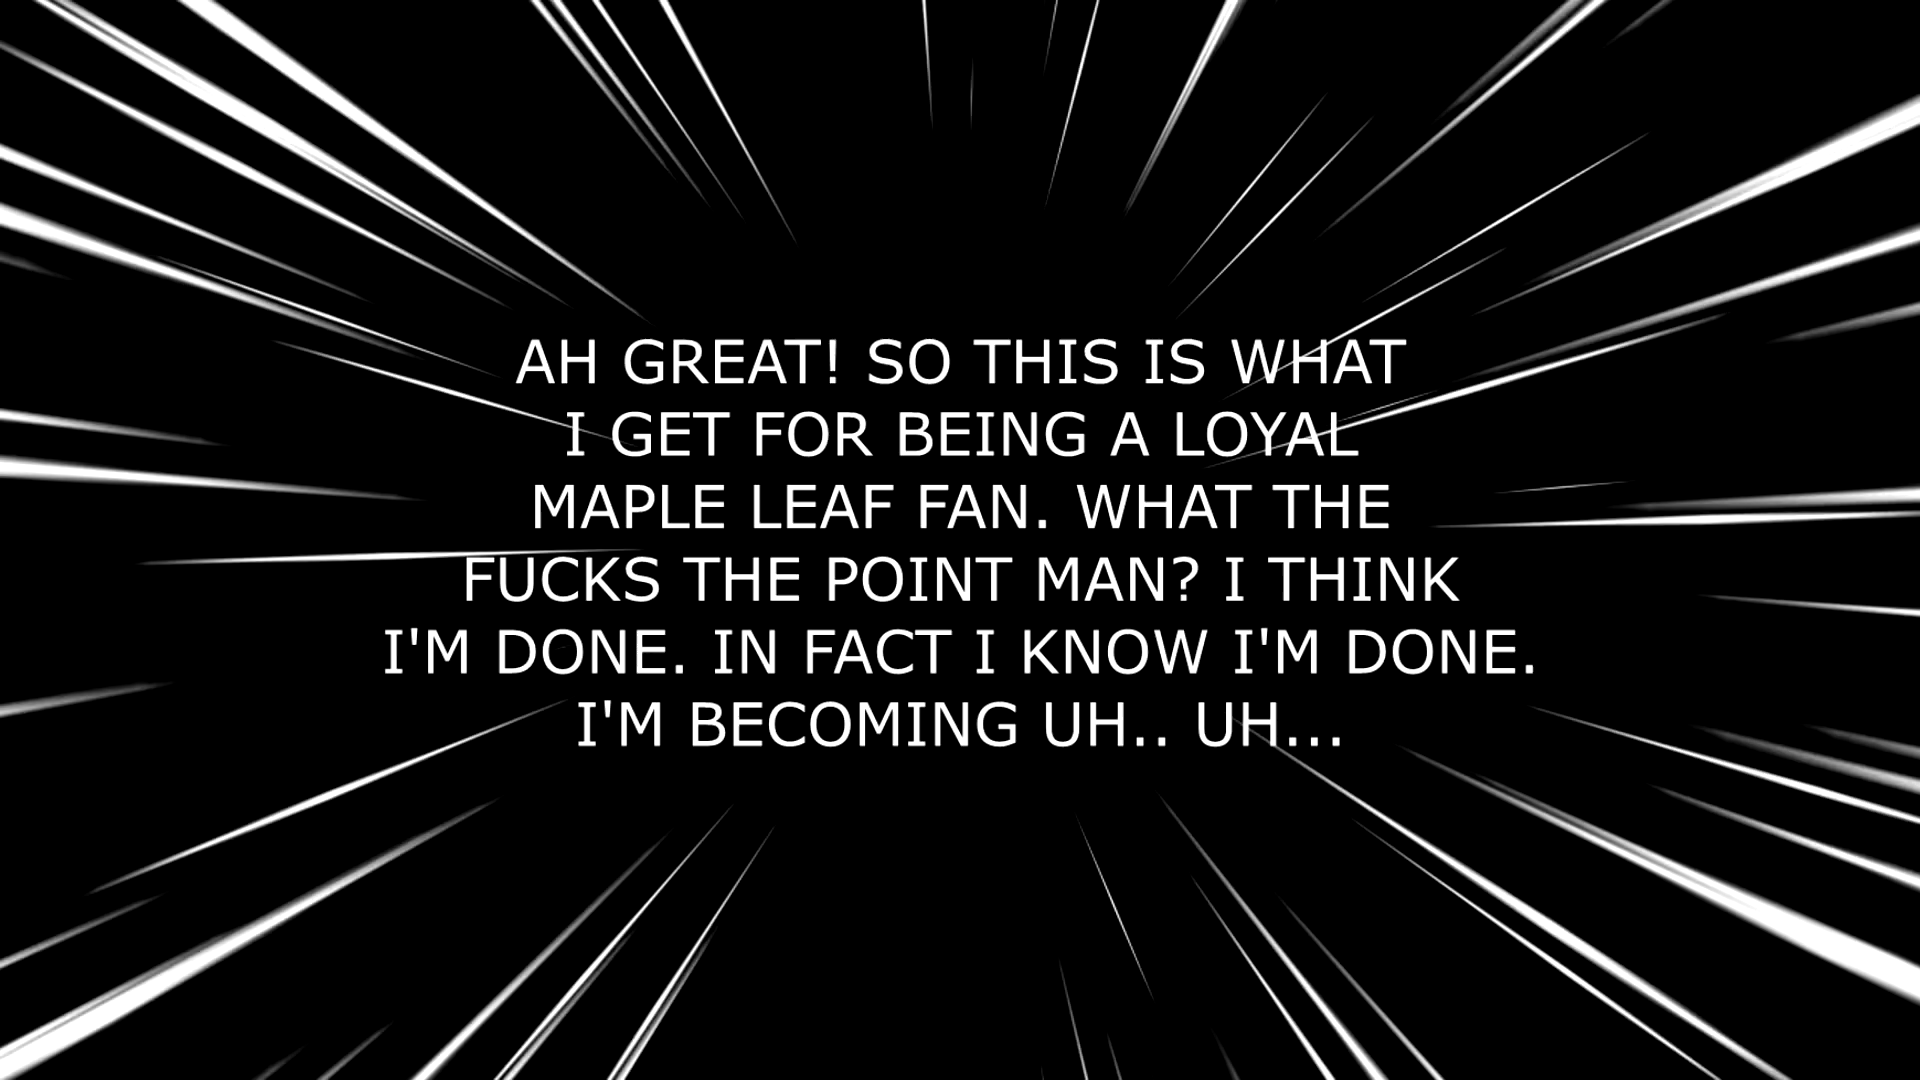 AH GREAT! SO THIS IS WHAT
I GET FOR BEING A LOYAL
MAPLE LEAF FAN. WHAT THE
FUCKS THE POINT MAN? I THINK
I'M DONE. IN FACT I KNOW I'M DONE.
I'M BECOMING UH.. UH...